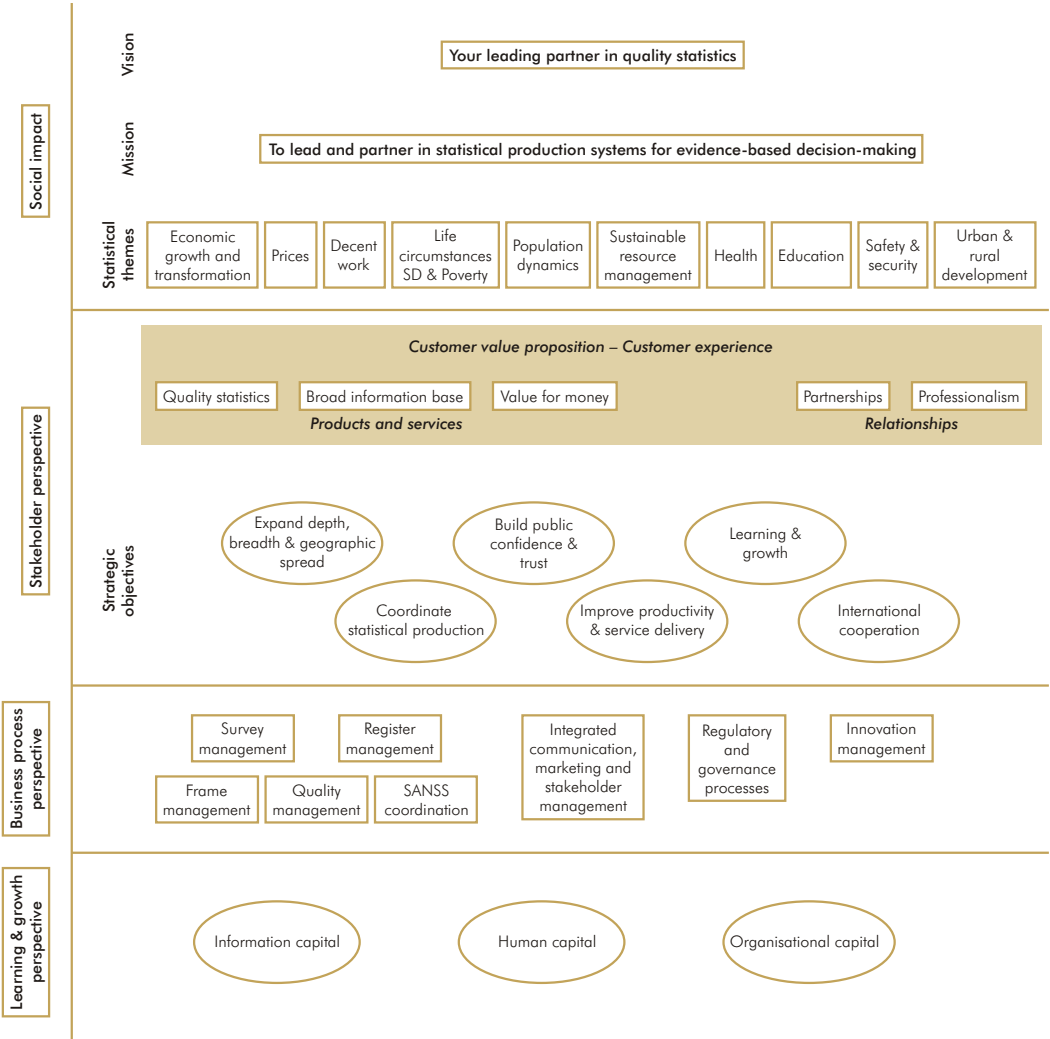 Social impact
Vision
Your leading partner in quality statistics
Mission
To lead and partner in statistical production systems for evidence-based decision-making
Statistical
themes
Economic
growth and
transformation
Prices
Decent
work
Life
circumstances
SD & Poverty
Population
dynamics
Sustainable
resource
management
Health
Education
Safety &
security
Urban &
rural
development
Stakeholder perspective
Customer value proposition – Customer experience
Quality statistics
Broad information base
Value for money
Products and services
Partnerships
Professionalism
Relationships
Strategic
objectives
Expand depth,
breadth & geographic
spread
Build public
confidence &
trust
Learning &
growth
Coordinate
statistical production
Improve productivity
& service delivery
International
cooperation
Business process
perspective
Survey
management
Register
management
Frame
management
Quality
management
SANSS
coordination
Integrated
communication,
marketing and
stakeholder
management
Regulatory
and
governance
processes
Innovation
management
Learning & growth
perspective
Information capital
Human capital
Organisational capital